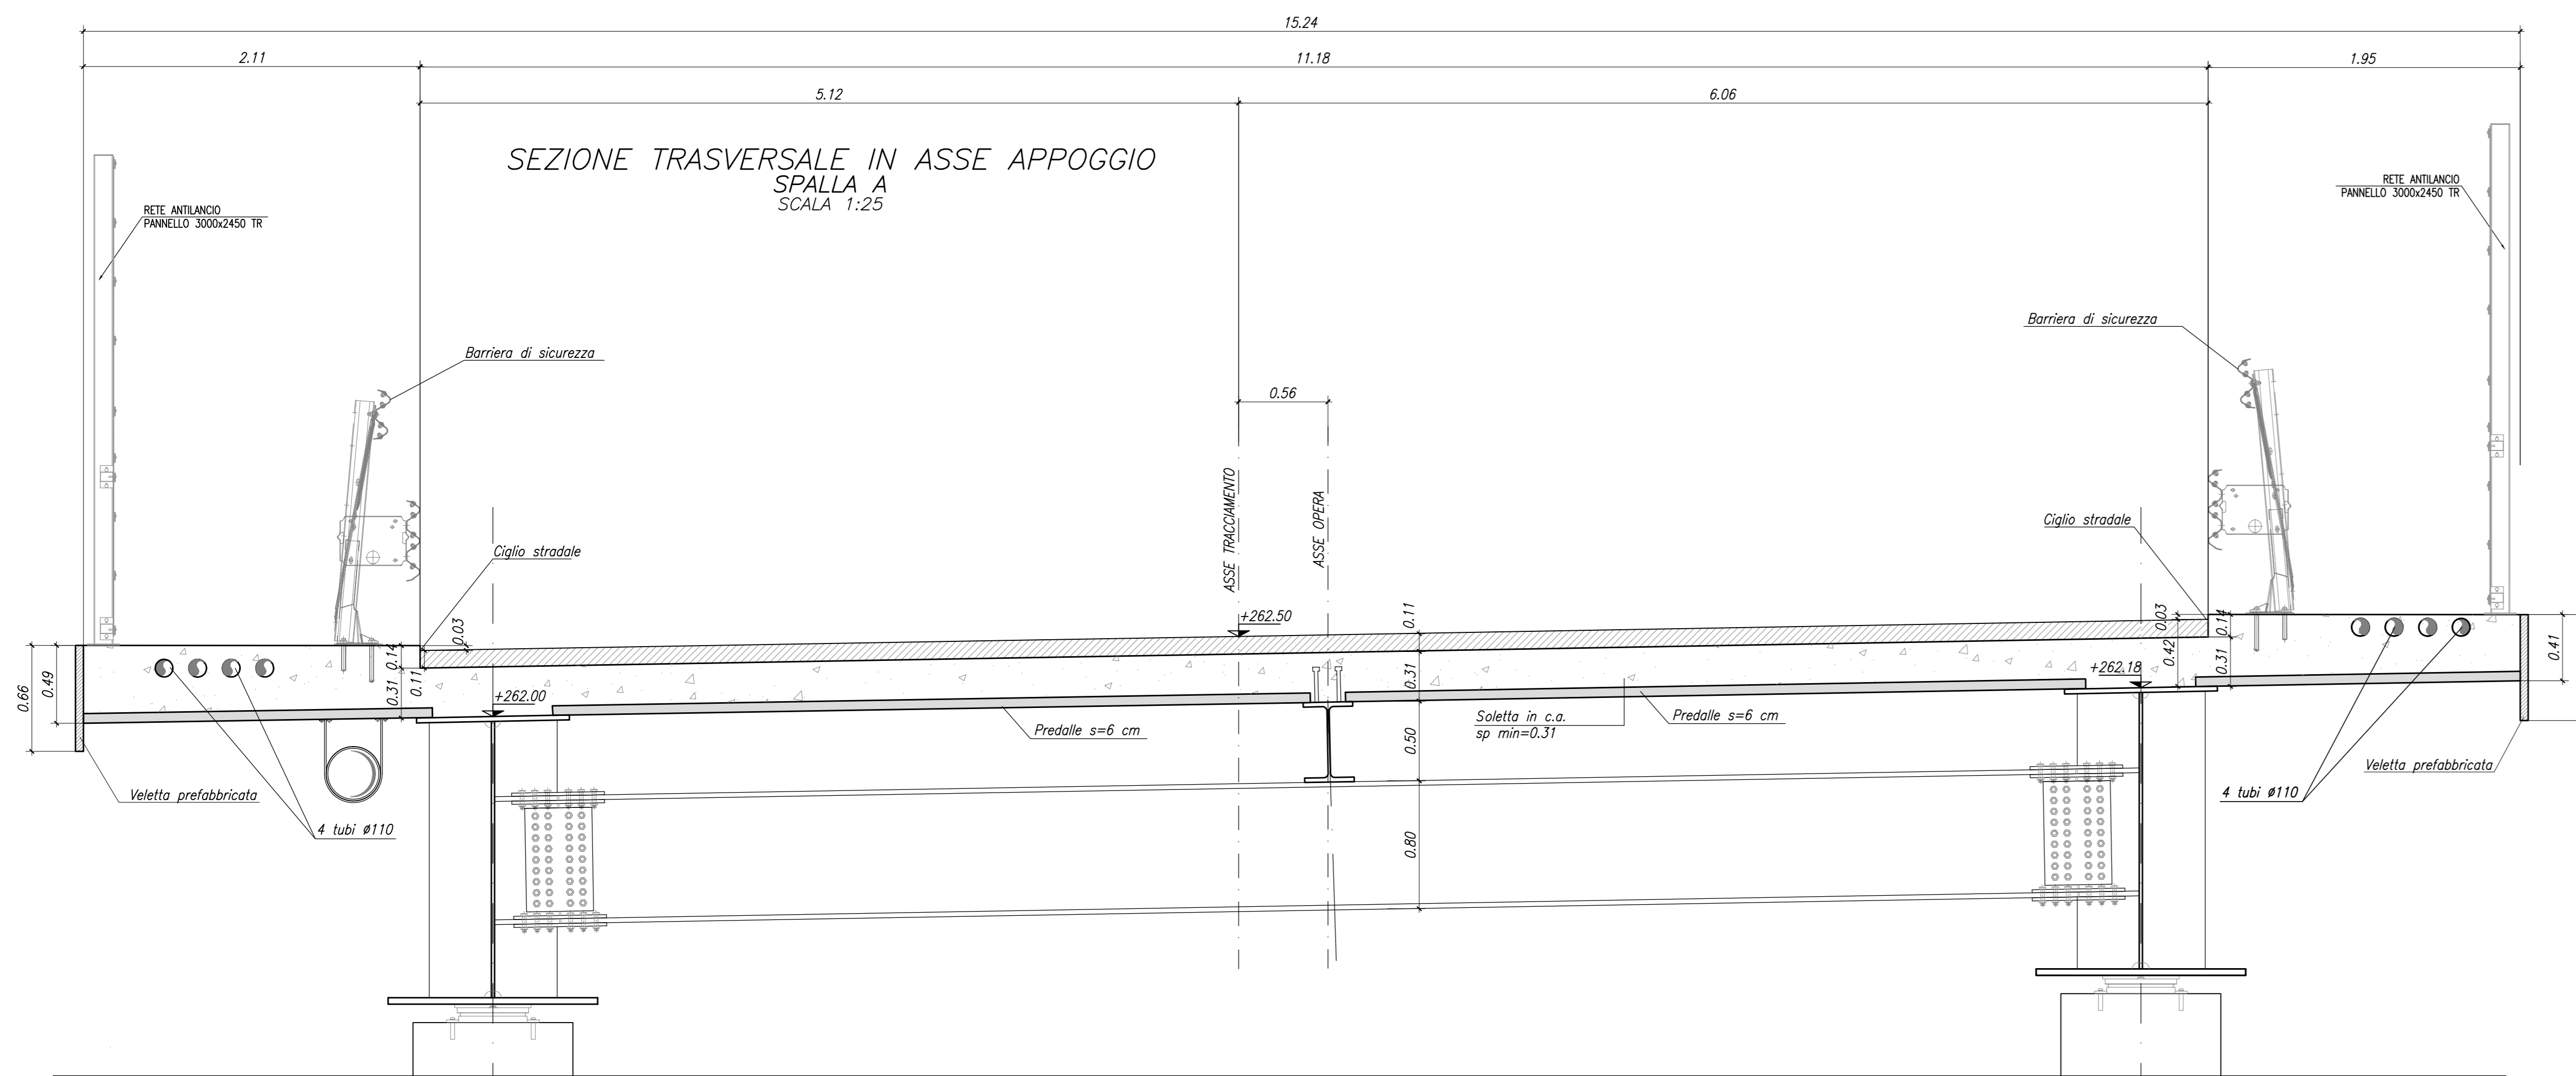 15.24
2.11
11.18
1.95
5.12
6.06
SEZIONE TRASVERSALE IN ASSE APPOGGIO
SPALLA A
SCALA 1:25
RETE ANTILANCIO
PANNELLO 3000x2450 TR
RETE ANTILANCIO
PANNELLO 3000x2450 TR
Barriera di sicurezza
Barriera di sicurezza
0.56
ASSE TRACCIAMENTO
ASSE OPERA
Ciglio stradale
Ciglio stradale
+262.50
0.11
0.03
0.03
0.14
0.14
0.66
0.49
0.31
0.11
+262.00
0.31
0.42
0.31
+262.18
0.41
Predalle s=6 cm
Soletta in c.a.
sp min=0.31
Predalle s=6 cm
0.50
0.80
Veletta prefabbricata
4 tubi ø110
Veletta prefabbricata
4 tubi ø110